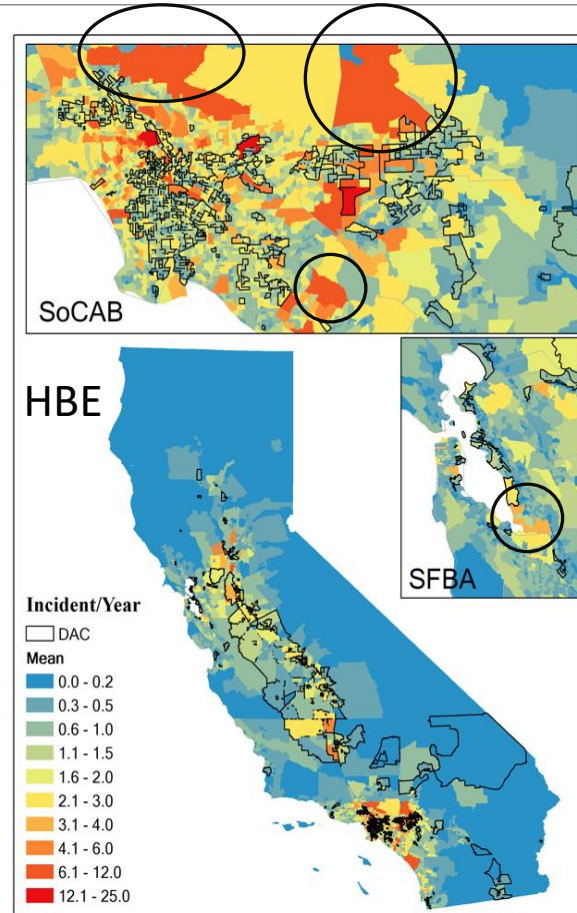 SoCAB
HBE
SFBA
Incident/Year
DAC
Mean
0.0 - 0.2
0.3 - 0.5
0.6 - 1.0
1.1 - 1.5
1.6 - 2.0
2.1 - 3.0
3.1 - 4.0
4.1 - 6.0
6.1 - 12.0
12.1 - 25.0